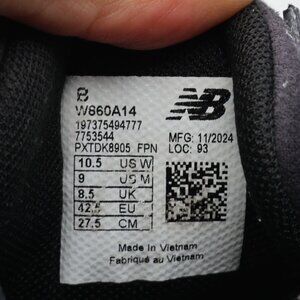 B
W860A14
197375494777
7753544
PXTDK8905 FPN
MFG: 11/2024
LOC: 93
NB
10.5 US W
9 US M
8.5 UK
42.5 EU
27.5 CM
Made in Vietnam
Fabriqué au Vietnam